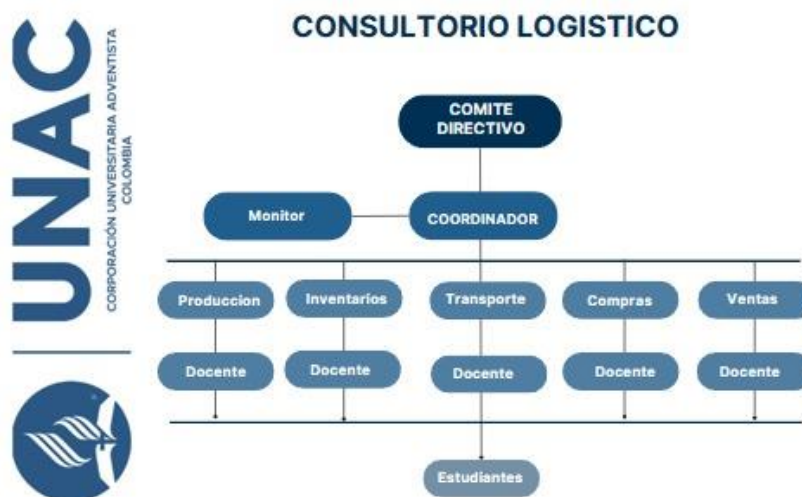 CONSULTORIO LOGISTICO
UNAC
CORPORACIÓN UNIVERSITARIA ADVENTISTA
COLOMBIA
COMITE
DIRECTIVO
Monitor
COORDINADOR
Produccion
Inventarios
Transporte
Compras
Ventas
Docente
Docente
Docente
Docente
Docente
Estudiantes